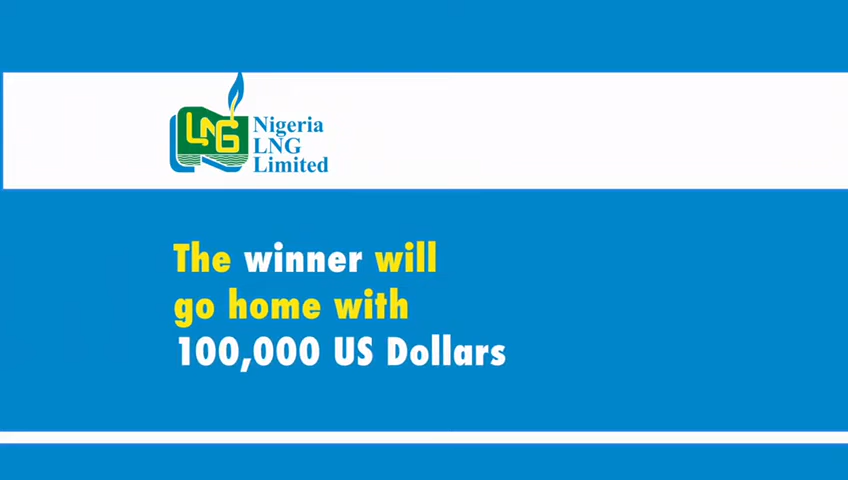 LNG
Nigeria
LNG
Limited
The winner will
go home with
100,000 US Dollars